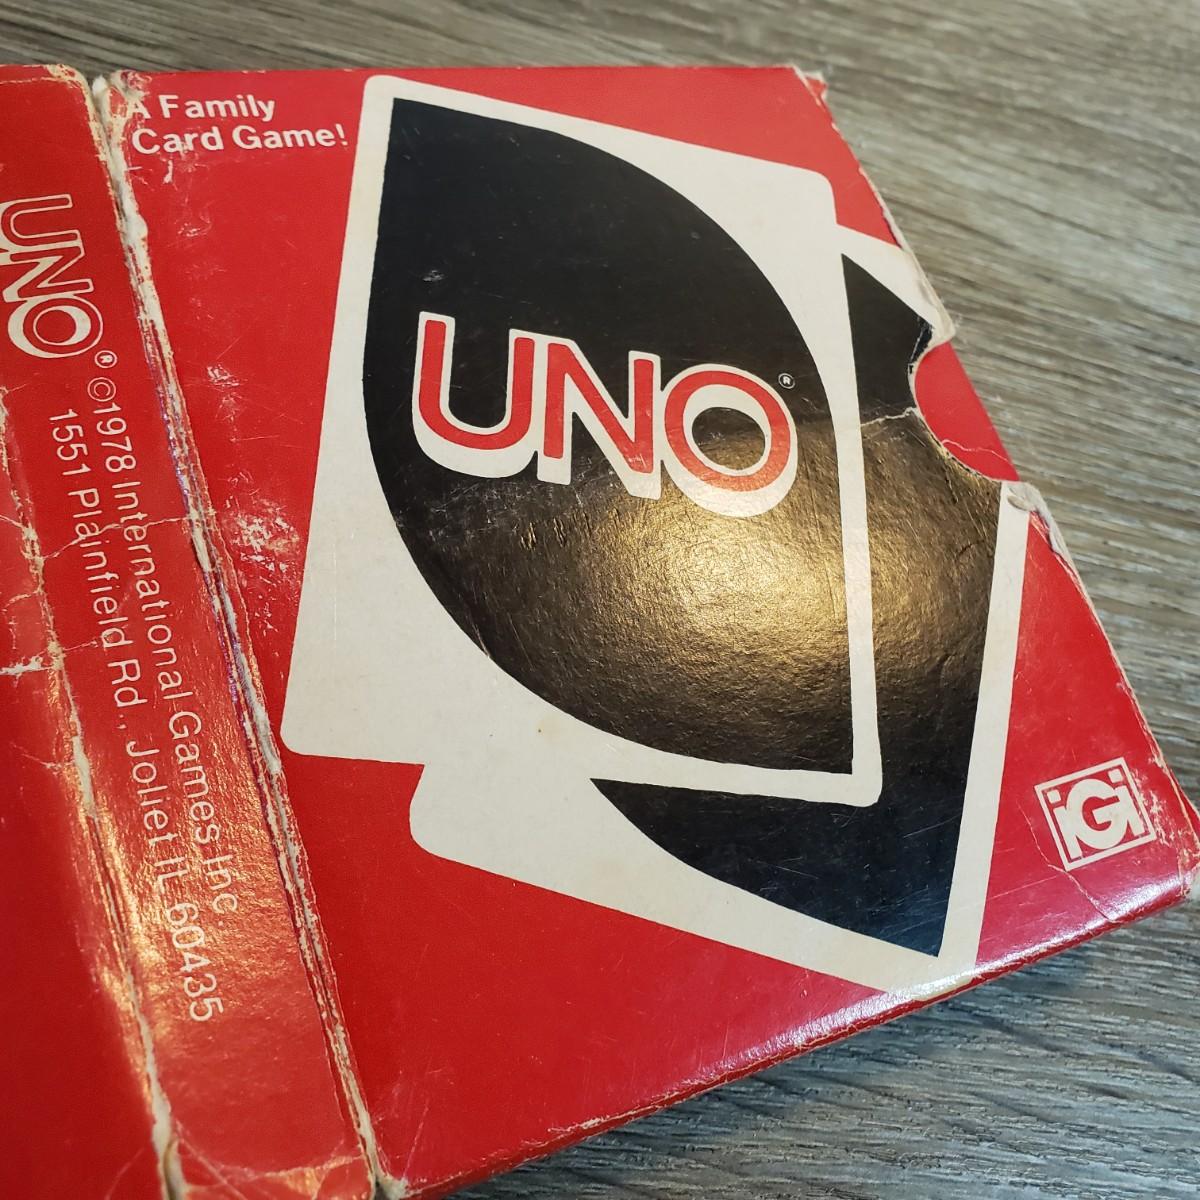 A Family
Card Game!
UNO®
iGi
UNO® ©1978 International Games Inc
1551 Plainfield Rd., Joliet IL 60435